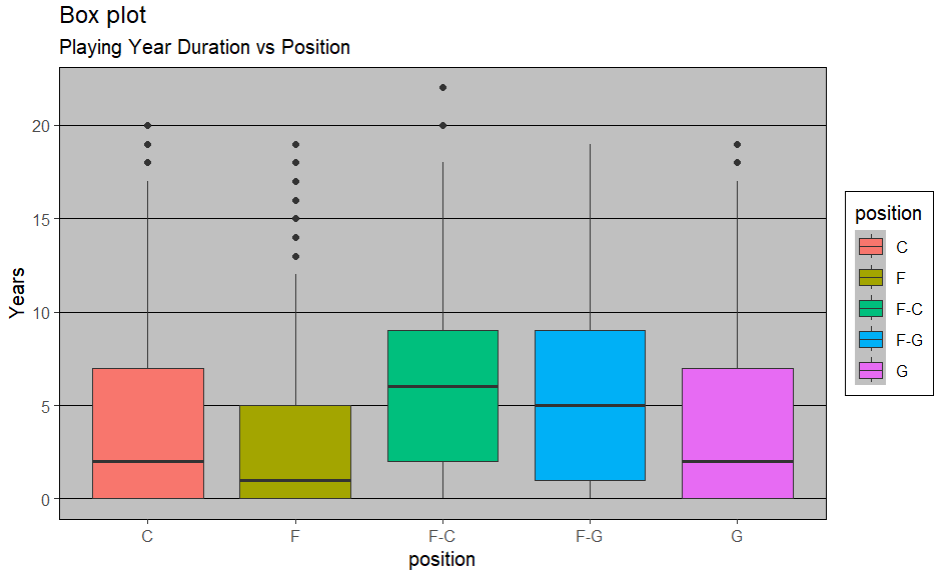 Box plot
Playing Year Duration vs Position
Years
20
15
10
5
0
C F F-C F-G G
position
position
C
F
F-C
F-G
G